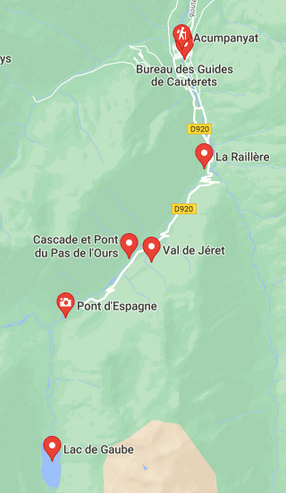 Acumpanyat
Bureau des Guides
de Cauterets
ys
D920
La Raillère
D920
Cascade et Pont
du Pas de l'Ours
Val de Jéret
Pont d'Espagne
Lac de Gaube